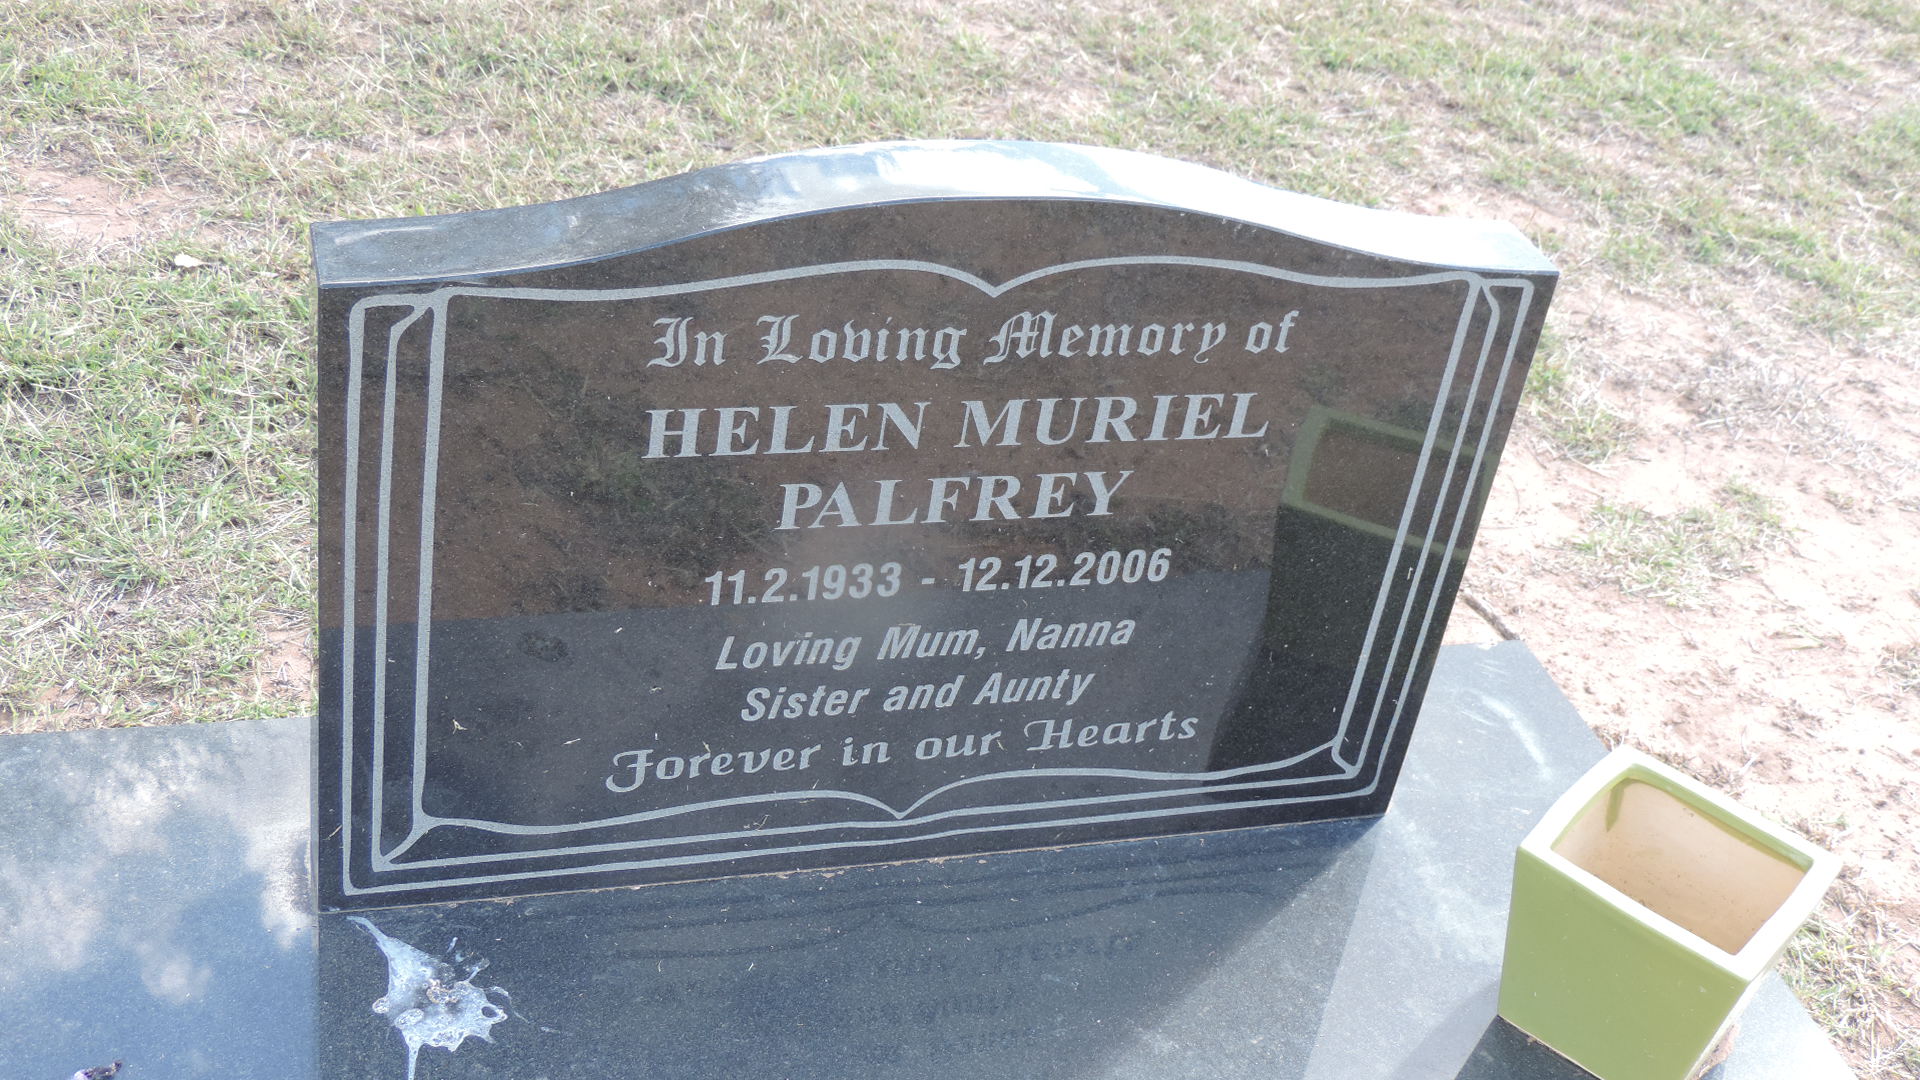 In Loving Memory of
HELEN MURIEL
PALFREY
11.2.1933 - 12.12.2006
Loving Mum, Nanna
Sister and Aunty
Forever in our Hearts